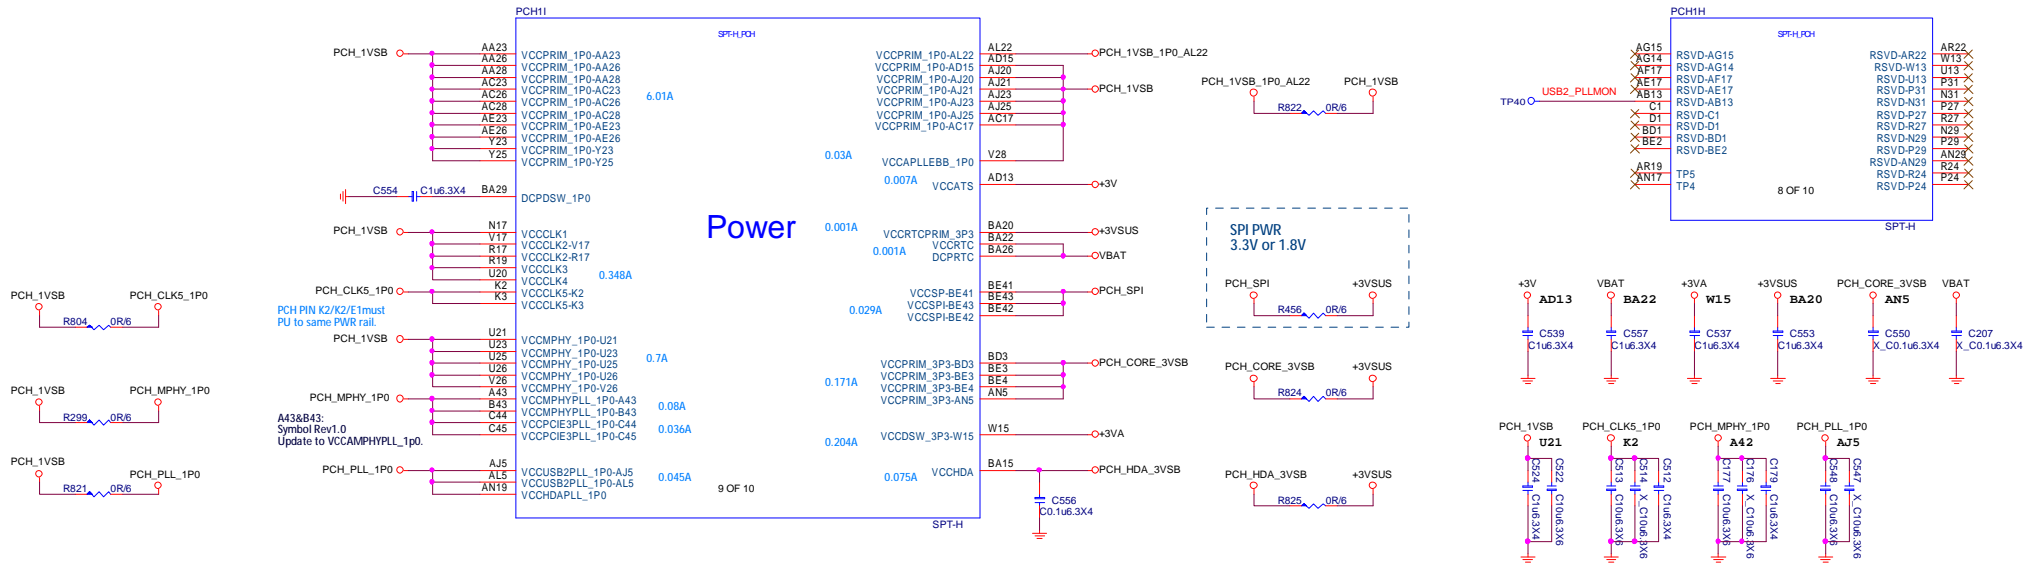 PCH1I
SPT-H_PCH
Power
9 OF 10
SPT-H
PCH_1VSB
AA23 VCCPRIM_1P0-AA23
AA26 VCCPRIM_1P0-AA26
AA28 VCCPRIM_1P0-AA28
AC23 VCCPRIM_1P0-AC23
AC26 VCCPRIM_1P0-AC26
AC28 VCCPRIM_1P0-AC28
AE23 VCCPRIM_1P0-AE23
AE26 VCCPRIM_1P0-AE26
Y23 VCCPRIM_1P0-Y23
Y25 VCCPRIM_1P0-Y25
6.01A
C554 C1u6.3X4
BA29 DCPDSW_1P0
PCH_1VSB
N17 VCCCLK1
V17 VCCCLK2-V17
R17 VCCCLK2-R17
R19 VCCCLK3
U20 VCCCLK4
PCH_CLK5_1P0
K2 VCCCLK5-K2
K3 VCCCLK5-K3
0.348A
PCH PIN K2/K2/E1must
PU to same PWR rail.
PCH_1VSB
U21 VCCMPHY_1P0-U21
U23 VCCMPHY_1P0-U23
U25 VCCMPHY_1P0-U25
U26 VCCMPHY_1P0-U26
V26 VCCMPHY_1P0-V26
0.7A
PCH_MPHY_1P0
A43 VCCMPHYPLL_1P0-A43
B43 VCCMPHYPLL_1P0-B43
0.08A
C44 VCCPCIE3PLL_1P0-C44
C45 VCCPCIE3PLL_1P0-C45
0.036A
A43&B43:
Symbol Rev1.0
Update to VCCAMPHYPLL_1p0.
PCH_PLL_1P0
AJ5 VCCUSB2PLL_1P0-AJ5
AL5 VCCUSB2PLL_1P0-AL5
AN19 VCCHDAPLL_1P0
0.045A
VCCPRIM_1P0-AL22 AL22
PCH_1VSB_1P0_AL22
VCCPRIM_1P0-AD15 AD15
VCCPRIM_1P0-AJ20 AJ20
VCCPRIM_1P0-AJ21 AJ21
PCH_1VSB
VCCPRIM_1P0-AJ23 AJ23
VCCPRIM_1P0-AJ25 AJ25
VCCPRIM_1P0-AC17 AC17
0.03A
VCCAPLLEBB_1P0 V28
0.007A
VCCATS AD13
+3V
0.001A
VCCRTCPRIM_3P3 BA20
+3VSUS
0.001A
VCCRTC BA22
DCPRTC BA26
VBAT
VCCSP-BE41 BE41
PCH_SPI
VCCSPI-BE43 BE43
VCCSPI-BE42 BE42
0.029A
VCCPRIM_3P3-BD3 BD3
PCH_CORE_3VSB
VCCPRIM_3P3-BE3 BE3
VCCPRIM_3P3-BE4 BE4
VCCPRIM_3P3-AN5 AN5
0.171A
VCCDSW_3P3-W15 W15
+3VA
0.204A
VCCHDA BA15
PCH_HDA_3VSB
0.075A
C556
C0.1u6.3X4
PCH_1VSB PCH_CLK5_1P0
R804 0R/6
PCH_1VSB PCH_MPHY_1P0
R299 0R/6
PCH_1VSB PCH_PLL_1P0
R821 0R/6
PCH_1VSB_1P0_AL22 PCH_1VSB
R822 0R/6
SPI PWR
3.3V or 1.8V
PCH_SPI +3VSUS
R456 0R/6
PCH_CORE_3VSB +3VSUS
R824 0R/6
PCH_HDA_3VSB +3VSUS
R825 0R/6
PCH1H
SPT-H_PCH
TP40 USB2_PLLMON
AG15 RSVD-AG15
AG14 RSVD-AG14
AF17 RSVD-AF17
AE17 RSVD-AE17
AB13 RSVD-AB13
C1 RSVD-C1
D1 RSVD-D1
BD1 RSVD-BD1
BE2 RSVD-BE2
AR19 TP5
AN17 TP4
RSVD-AR22 AR22
RSVD-W13 W13
RSVD-U13 U13
RSVD-P31 P31
RSVD-N31 N31
RSVD-P27 P27
RSVD-R27 R27
RSVD-N29 N29
RSVD-P29 P29
RSVD-AN29 AN29
RSVD-R24 R24
RSVD-P24 P24
8 OF 10
SPT-H
+3V AD13
C539
C1u6.3X4
VBAT BA22
C557
C1u6.3X4
+3VA W15
C537
C1u6.3X4
+3VSUS BA20
C553
C1u6.3X4
PCH_CORE_3VSB AN5
C550
X_C0.1u6.3X4
VBAT
C207
X_C0.1u6.3X4
PCH_1VSB U21
C524 C1u6.3X4
C522 C10u6.3X6
PCH_CLK5_1P0 K2
C513 C10u6.3X6
C514 X_C10u6.3X6
C512 C1u6.3X4
PCH_MPHY_1P0 A42
C177 C10u6.3X6
C176 X_C10u6.3X6
C179 C1u6.3X4
PCH_PLL_1P0 AJ5
C548 C10u6.3X6
C547 X_C10u6.3X6